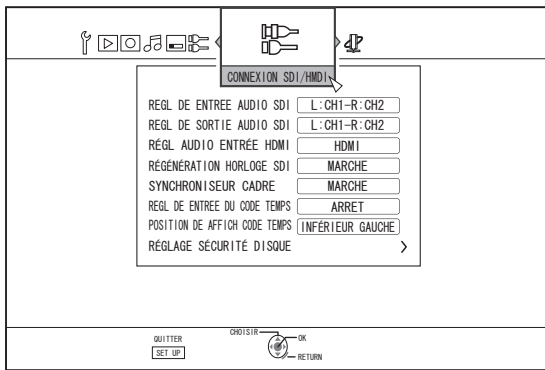 CONNEXION SDI/HMDI
REGL DE ENTREE AUDIO SDI L:CH1-R:CH2
REGL DE SORTIE AUDIO SDI L:CH1-R:CH2
RÉGL AUDIO ENTRÉE HDMI HDMI
RÉGÉNÉRATION HORLOGE SDI MARCHE
SYNCHRONISEUR CADRE MARCHE
REGL DE ENTREE DU CODE TEMPS ARRET
POSITION DE AFFICH CODE TEMPS INFÉRIEUR GAUCHE
RÉGLAGE SÉCURITÉ DISQUE
QUITTER
SET UP
CHOISIR
OK
RETURN